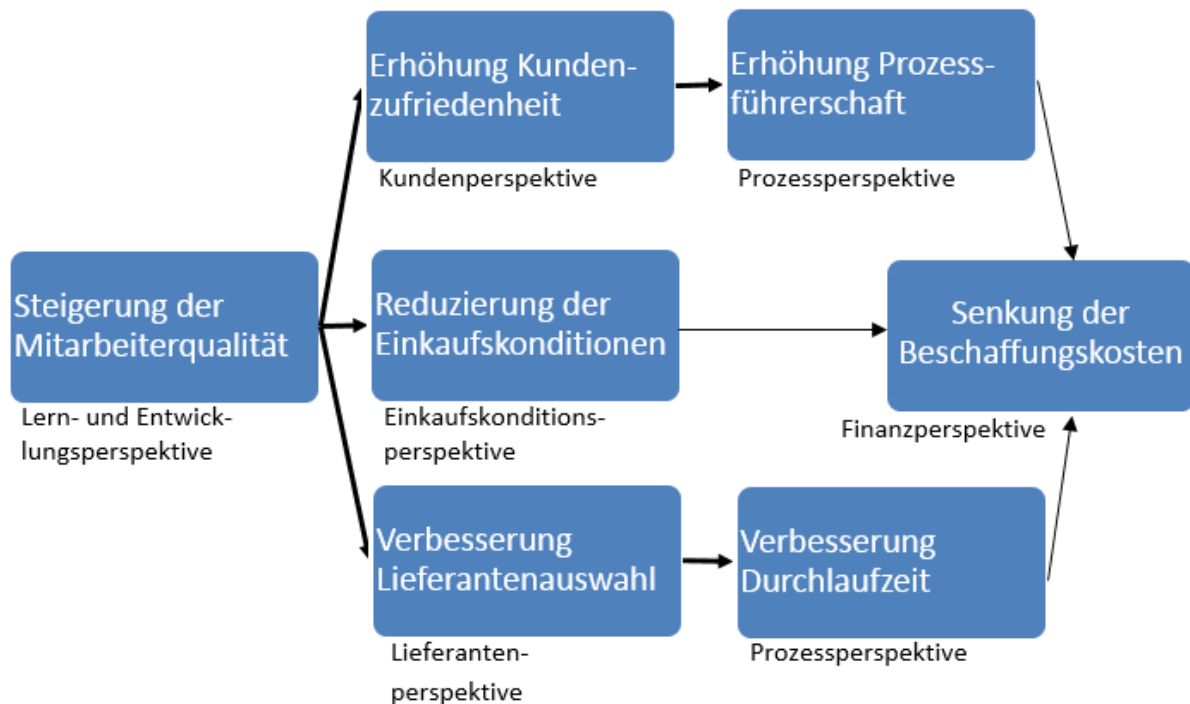 Erhöhung Kunden-
zufriedenheit
Kundenperspektive
Erhöhung Prozess-
führerschaft
Prozessperspektive
Steigerung der
Mitarbeiterqualität
Lern- und Entwick-
lungsperspektive
Reduzierung der
Einkaufskonditionen
Einkaufskonditions-
perspektive
Senkung der
Beschaffungskosten
Finanzperspektive
Verbesserung
Lieferantenauswahl
Lieferanten-
perspektive
Verbesserung
Durchlaufzeit
Prozessperspektive